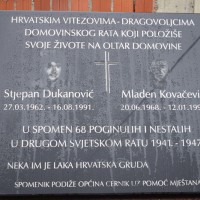 HRVATSKIM VITEZOVIMA - DRAGOVOLJCIMA
DOMOVINSKOG RATA KOJI POLOŽIŠE
SVOJE ŽIVOTE NA OLTAR DOMOVINE
Stjepan Dukanović Mladen Kovačević
27.03.1962. - 16.08.1991. 20.06.1968. - 12.01.
U SPOMEN 68 POGINULIH I NESTALIH
U DRUGOM SVJETSKOM RATU 1941. - 1947.
NEKA IM JE LAKA HRVATSKA GRUDA
SPOMENIK PODIŽE OPĆINA CERNIK UZ POMOĆ MJEŠTANA